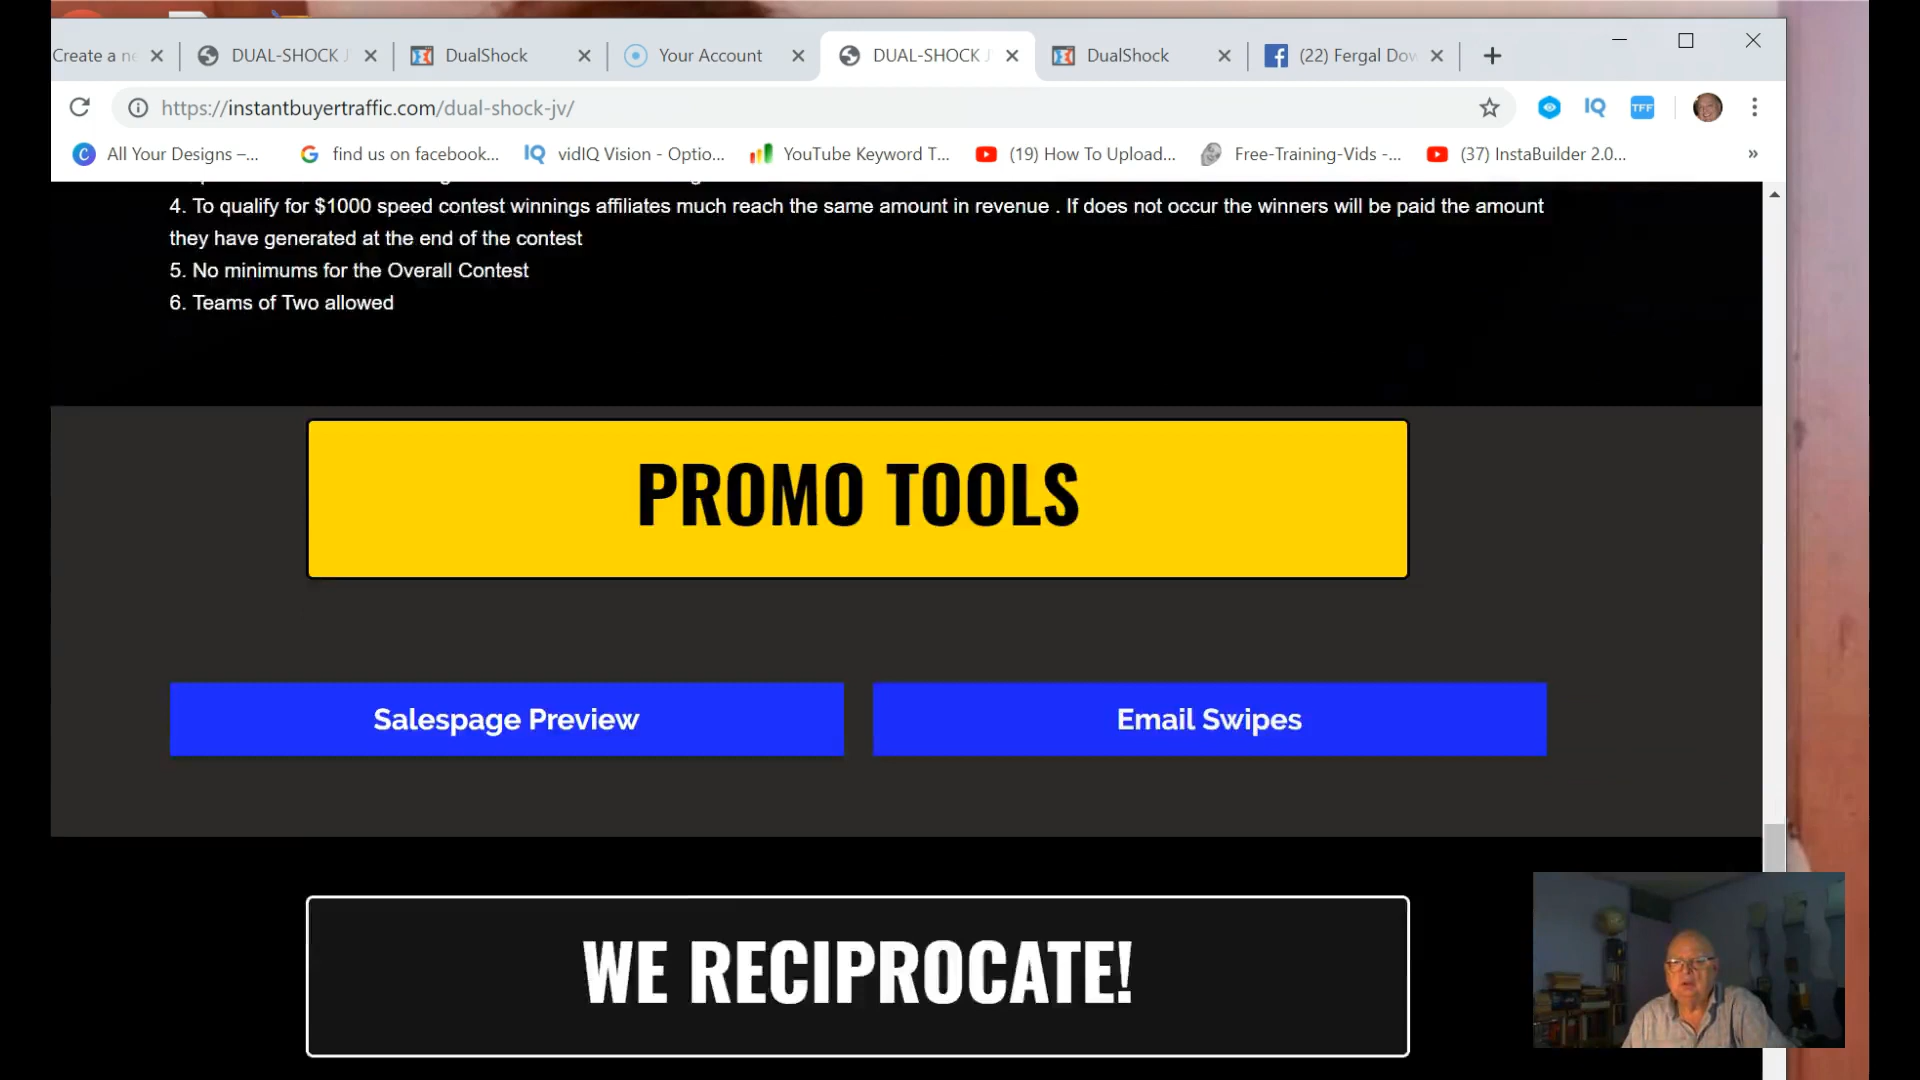 Create a ne
DUAL-SHOCK J
DualShock
Your Account
DUAL-SHOCK J
DualShock
(22) Fergal Dow
https://instantbuyertraffic.com/dual-shock-jv/
IQ
TFF
C
All Your Designs –...
find us on facebook...
IQ
vidIQ Vision - Optio...
YouTube Keyword T...
(19) How To Upload...
Free-Training-Vids -...
(37) InstaBuilder 2.0...
»
4. To qualify for $1000 speed contest winnings affiliates much reach the same amount in revenue . If does not occur the winners will be paid the amount
they have generated at the end of the contest
5. No minimums for the Overall Contest
6. Teams of Two allowed
PROMO TOOLS
Salespage Preview
Email Swipes
WE RECIPROCATE!